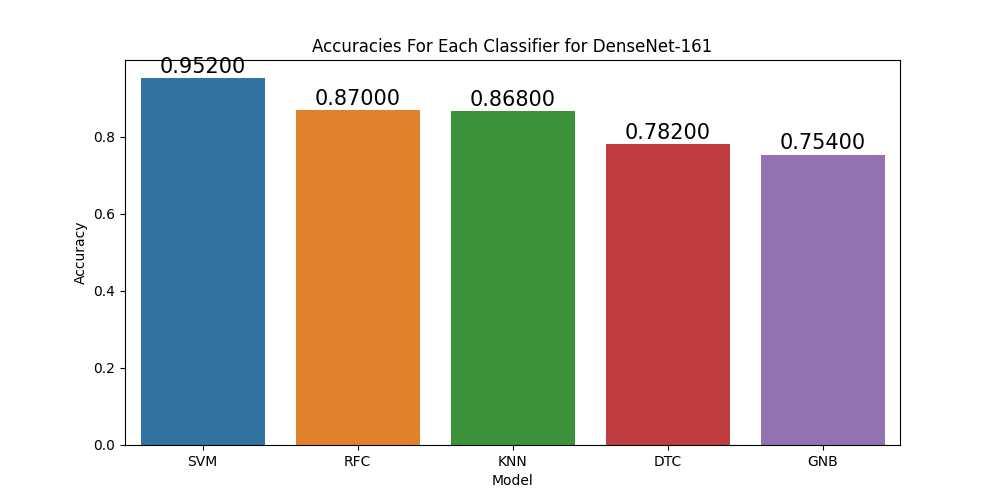 Accuracies For Each Classifier for DenseNet-161
0.95200
0.87000
0.86800
0.78200
0.75400
0.8
0.6
0.4
0.2
0.0
Accuracy
SVM RFC KNN DTC GNB
Model